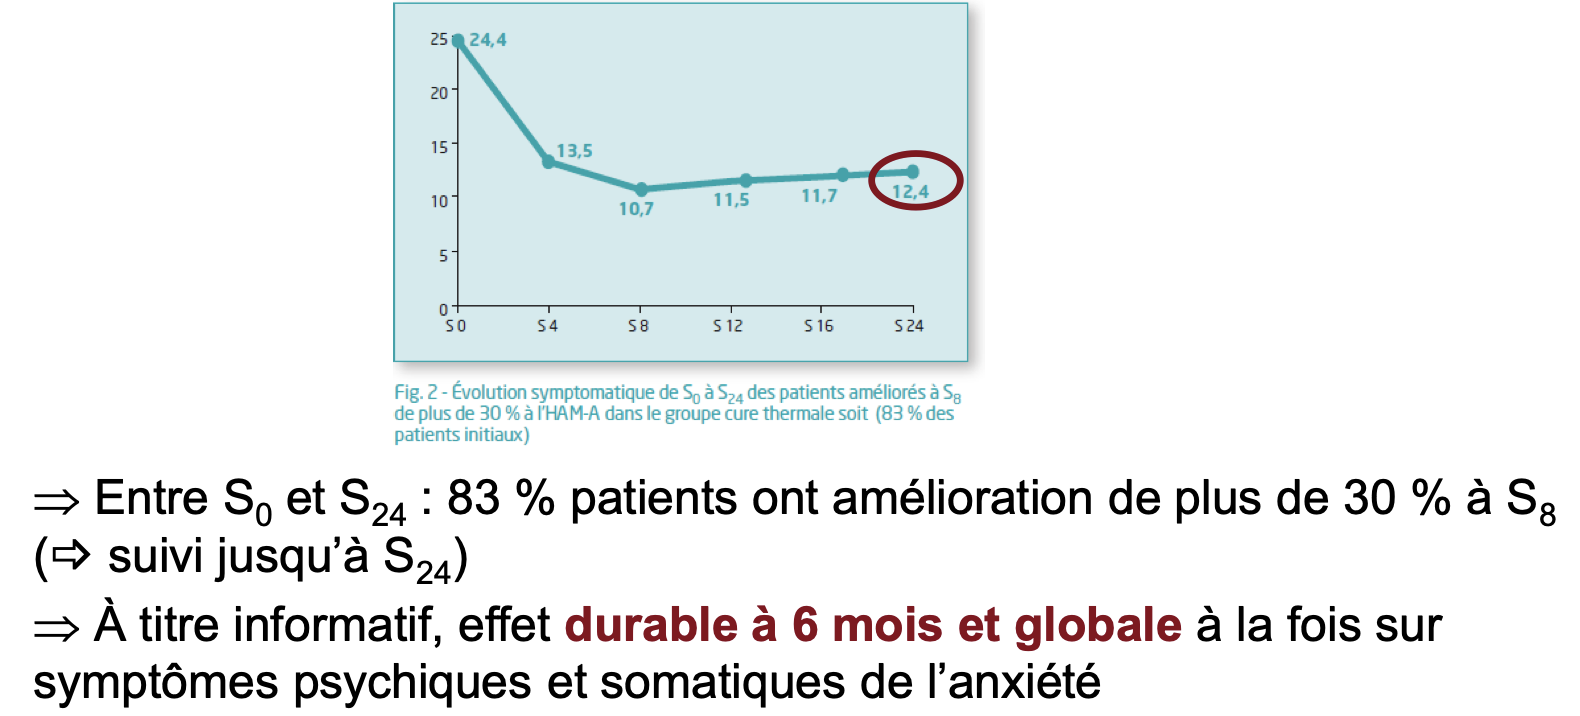 25
24,4
20
15
13,5
10
10,7
11,5
11,7
12,4
5
0
S 0 S 4 S 8 S 12 S 16 S 24
Fig. 2 - Évolution symptomatique de S₀ à S₂₄ des patients améliorés à S₈
de plus de 30 % à l'HAM-A dans le groupe cure thermale soit (83 % des
patients initiaux)
⇒ Entre S₀ et S₂₄ : 83 % patients ont amélioration de plus de 30 % à S₈
(⇨ suivi jusqu’à S₂₄)
⇒ À titre informatif, effet durable à 6 mois et globale à la fois sur
symptômes psychiques et somatiques de l’anxiété